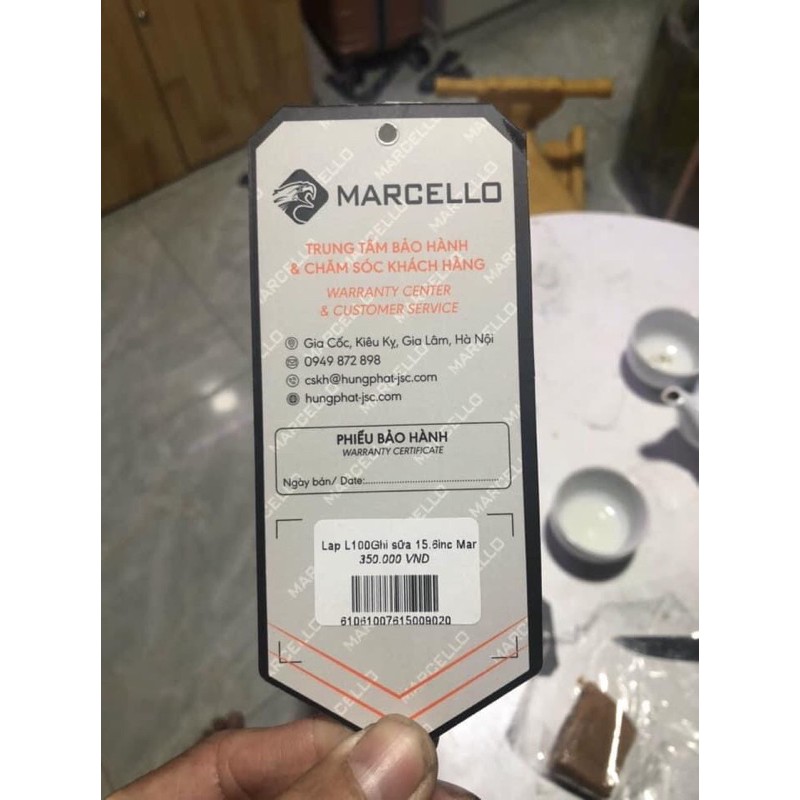 MARCELLO
TRUNG TÂM BẢO HÀNH
& CHĂM SÓC KHÁCH HÀNG
WARRANTY CENTER
& CUSTOMER SERVICE
Gia Cốc, Kiêu Kỵ, Gia Lâm, Hà Nội
0949 872 898
cskh@hungphat-jsc.com
hungphat-jsc.com
PHIẾU BẢO HÀNH
WARRANTY CERTIFICATE
Ngày bán/ Date:
Lap L100Ghi sữa 15.6inc Mar
350.000 VND
61061007615009020